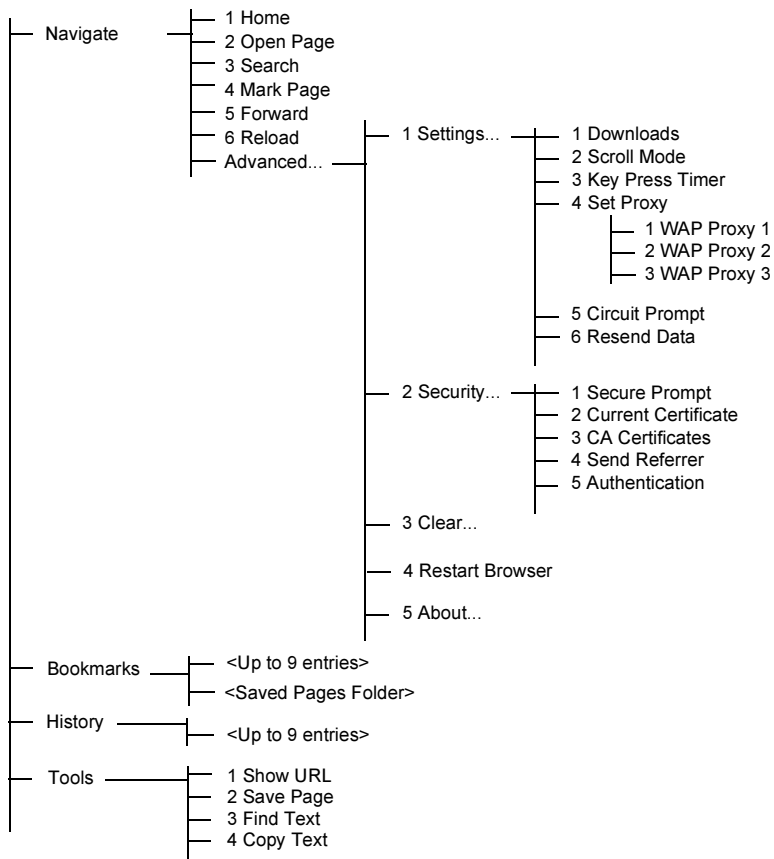 Navigate
1 Home
2 Open Page
3 Search
4 Mark Page
5 Forward
6 Reload
Advanced...
1 Settings...
1 Downloads
2 Scroll Mode
3 Key Press Timer
4 Set Proxy
1 WAP Proxy 1
2 WAP Proxy 2
3 WAP Proxy 3
5 Circuit Prompt
6 Resend Data
2 Security...
1 Secure Prompt
2 Current Certificate
3 CA Certificates
4 Send Referrer
5 Authentication
3 Clear...
4 Restart Browser
5 About...
Bookmarks
<Up to 9 entries>
<Saved Pages Folder>
History
<Up to 9 entries>
Tools
1 Show URL
2 Save Page
3 Find Text
4 Copy Text